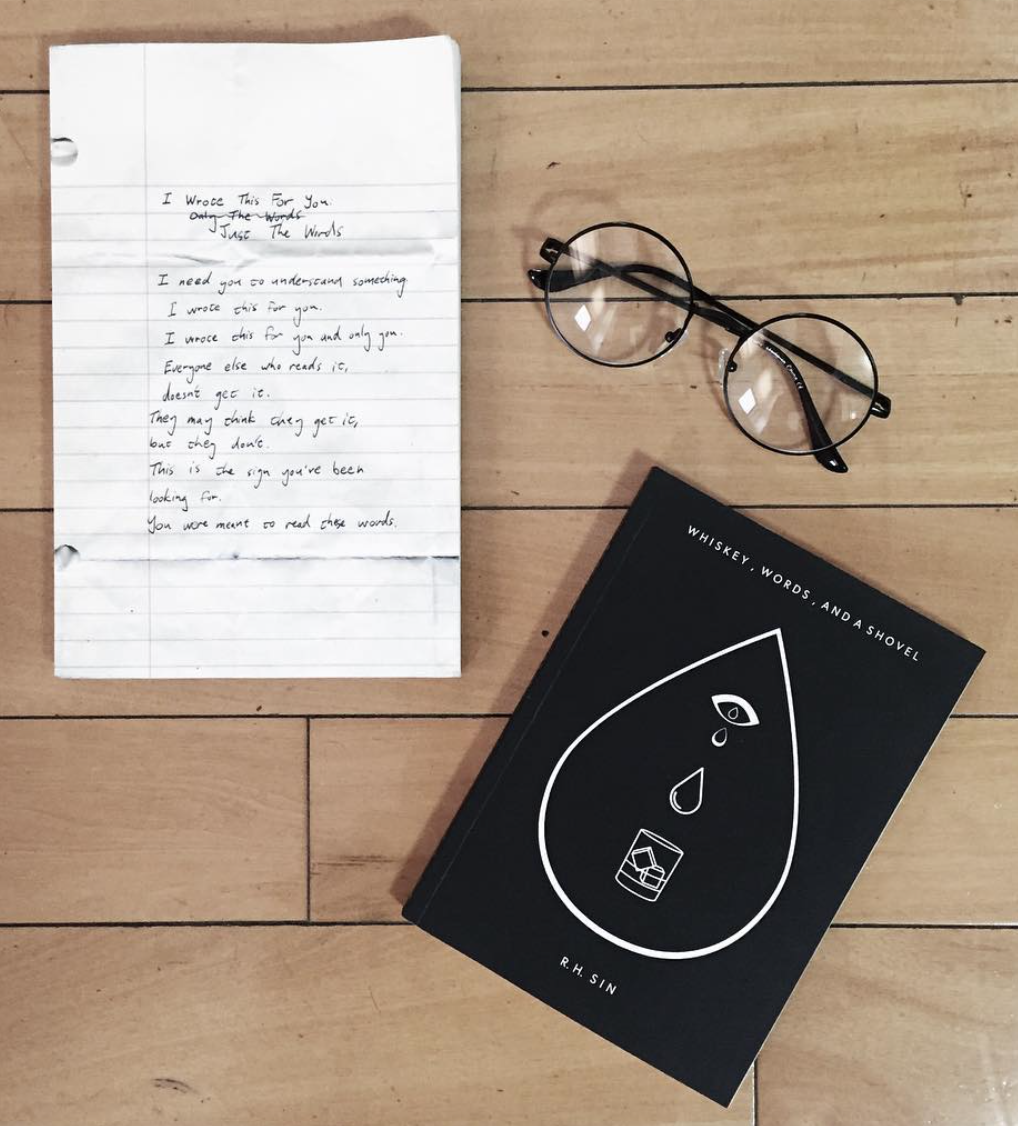 I Wrote This For You.
Only The Words
Just The Words
I need you to understand something.
I wrote this for you.
I wrote this for you and only you.
Everyone else who reads it,
doesn't get it.
They may think they get it,
but they don't.
This is the sign you've been
looking for.
You were meant to read these words.
WHISKEY, WORDS, AND A SHOVEL
R.H. SIN